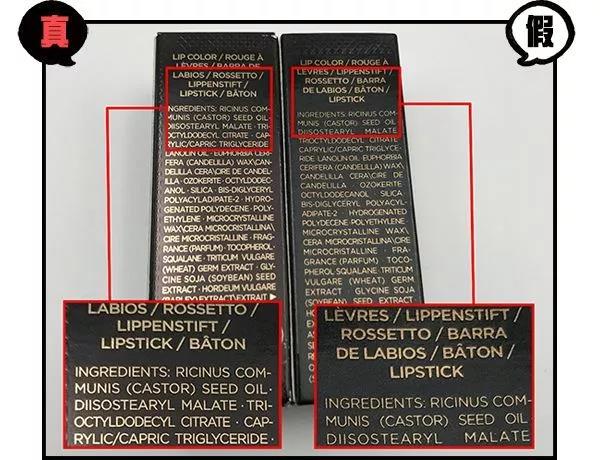 真
假
LIP COLOR / ROUGE À
LÈVRES / BARRA DE
LABIOS / ROSSETTO /
LIPPENSTIFT /
LIPSTICK / BÂTON
INGREDIENTS: RICINUS COM-
MUNIS (CASTOR) SEED OIL·
DIISOSTEARYL MALATE · TRI-
OCTYLDODECYL CITRATE · CAP-
RYLIC/CAPRIC TRIGLYCERIDE ·
LANOLIN OIL · EUPHORBIA CERI-
FERA (CANDELILLA) WAX\CAN-
DELILLA CERA\CIRE DE CANDEL-
ILLA · OZOKERITE · OCTYLDODEC-
ANOL · SILICA · BIS-DIGLYCERYL
POLYACYLADIPATE-2 · HYDRO-
GENATED POLYDECENE · POLY-
ETHYLENE · MICROCRYSTALLINE
WAX\CERA MICROCRISTALLINA\
CIRE MICROCRISTALLINE · FRAG-
RANCE (PARFUM) · TOCOPHEROL·
SQUALANE · TRITICUM VULGARE
(WHEAT) GERM EXTRACT · GLY-
CINE SOJA (SOYBEAN) SEED
EXTRACT · HORDEUM VULGARE
(BARLEY) EXTRACT\EXTRAIT
LIP COLOR / ROUGE À
LÈVRES / LIPPENSTIFT /
ROSSETTO / BARRA
DE LABIOS / BÂTON /
LIPSTICK
INGREDIENTS: RICINUS COM-
MUNIS (CASTOR) SEED OIL
DIISOSTEARYL MALATE
TRIOCTYLDODECYL CITRATE
CAPRYLIC/CAPRIC TRIGLYCE-
RIDE LANOLIN OIL · EUPHORBIA
CERIFERA (CANDELILLA) WAX\
CANDELILLA CERA\CIRE DE
CANDELILLA · OZOKERITE
OCTYLDODECANOL · SILICA·
BIS-DIGLYCERYL POLYACYL-
ADIPATE-2 · HYDROGENATED
POLYDECENE POLYETHYLENE
MICROCRYSTALLINE WAX\
CERA MICROCRISTALLINA\CIRE
MICROCRISTALLINE · FRA-
GRANCE (PARFUM) · TOCO-
PHEROL SQUALANE · TRITICUM
VULGARE (WHEAT) GERM
EXTRACT GLYCINE SOJA
(SOYBEAN) SEED EXTRACT ·
LABIOS / ROSSETTO /
LIPPENSTIFT /
LIPSTICK / BÂTON
INGREDIENTS: RICINUS COM-
MUNIS (CASTOR) SEED OIL·
DIISOSTEARYL MALATE · TRI-
OCTYLDODECYL CITRATE · CAP-
RYLIC/CAPRIC TRIGLYCERIDE ·
LÈVRES / LIPPENSTIFT /
ROSSETTO / BARRA
DE LABIOS / BÂTON /
LIPSTICK
INGREDIENTS: RICINUS COM-
MUNIS (CASTOR) SEED OIL
DIISOSTEARYL MALATE